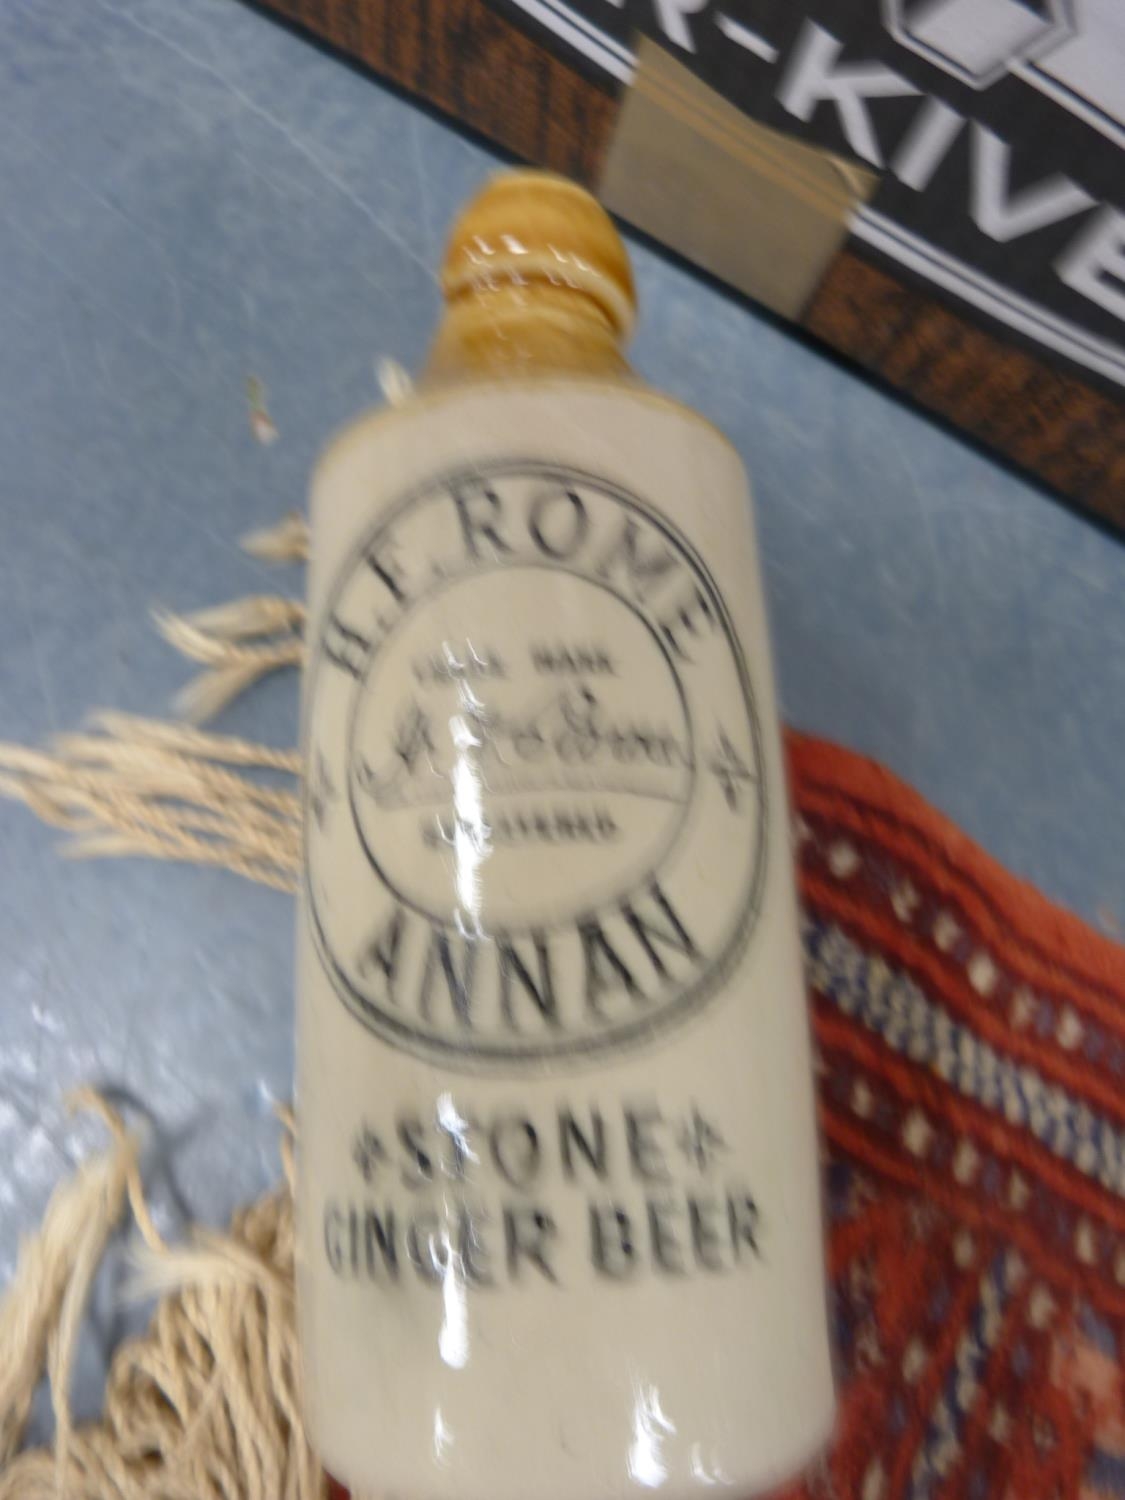 R-KIVE
H.F. ROME
TRADE MARK
REGISTERED
ANNAN
STONE
GINGER BEER